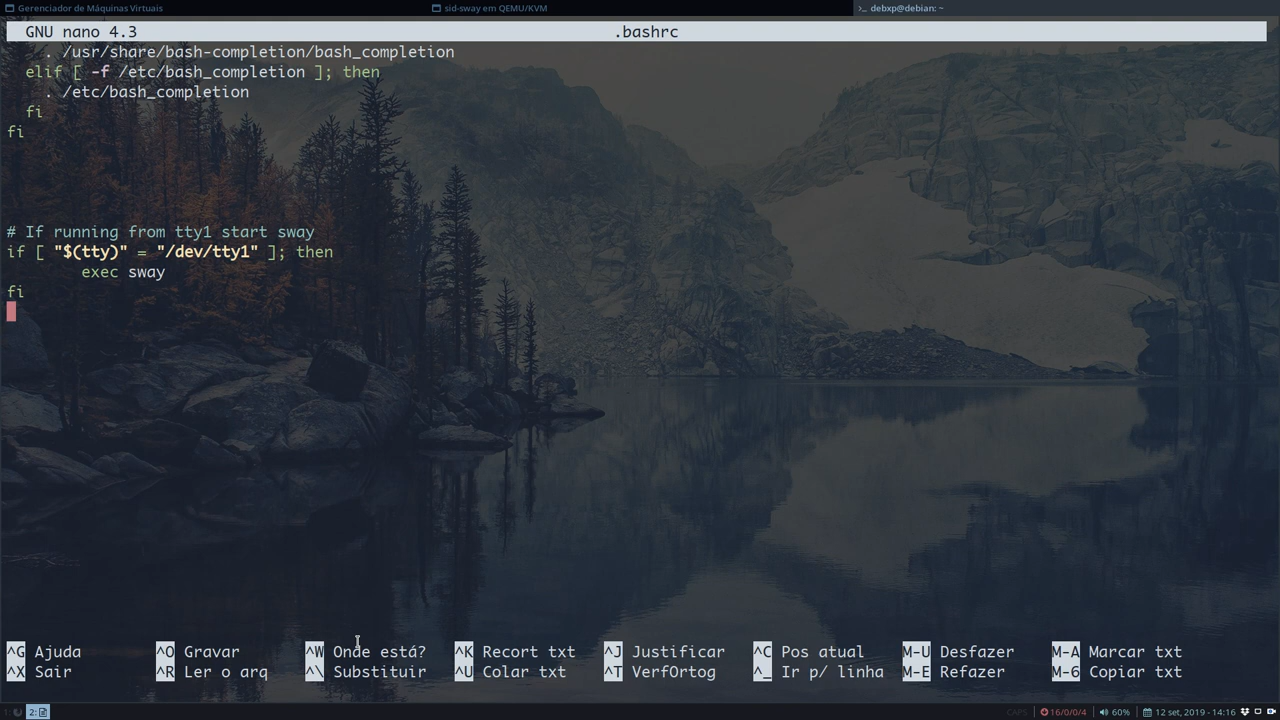 Gerenciador de Máquinas Virtuais
sid-sway em QEMU/KVM
>_ debxp@debian: ~
GNU nano 4.3 .bashrc
. /usr/share/bash-completion/bash_completion
elif [ -f /etc/bash_completion ]; then
. /etc/bash_completion
fi
fi
# If running from tty1 start sway
if [ "$(tty)" = "/dev/tty1" ]; then
exec sway
fi
^G Ajuda ^O Gravar ^W Onde está? ^K Recort txt ^J Justificar ^C Pos atual M-U Desfazer M-A Marcar txt
^X Sair ^R Ler o arq ^\ Substituir ^U Colar txt ^T VerfOrtog ^_ Ir p/ linha M-E Refazer M-6 Copiar txt
1: 2: CAPS 16/0/0/4 60% 12 set, 2019 - 14:16